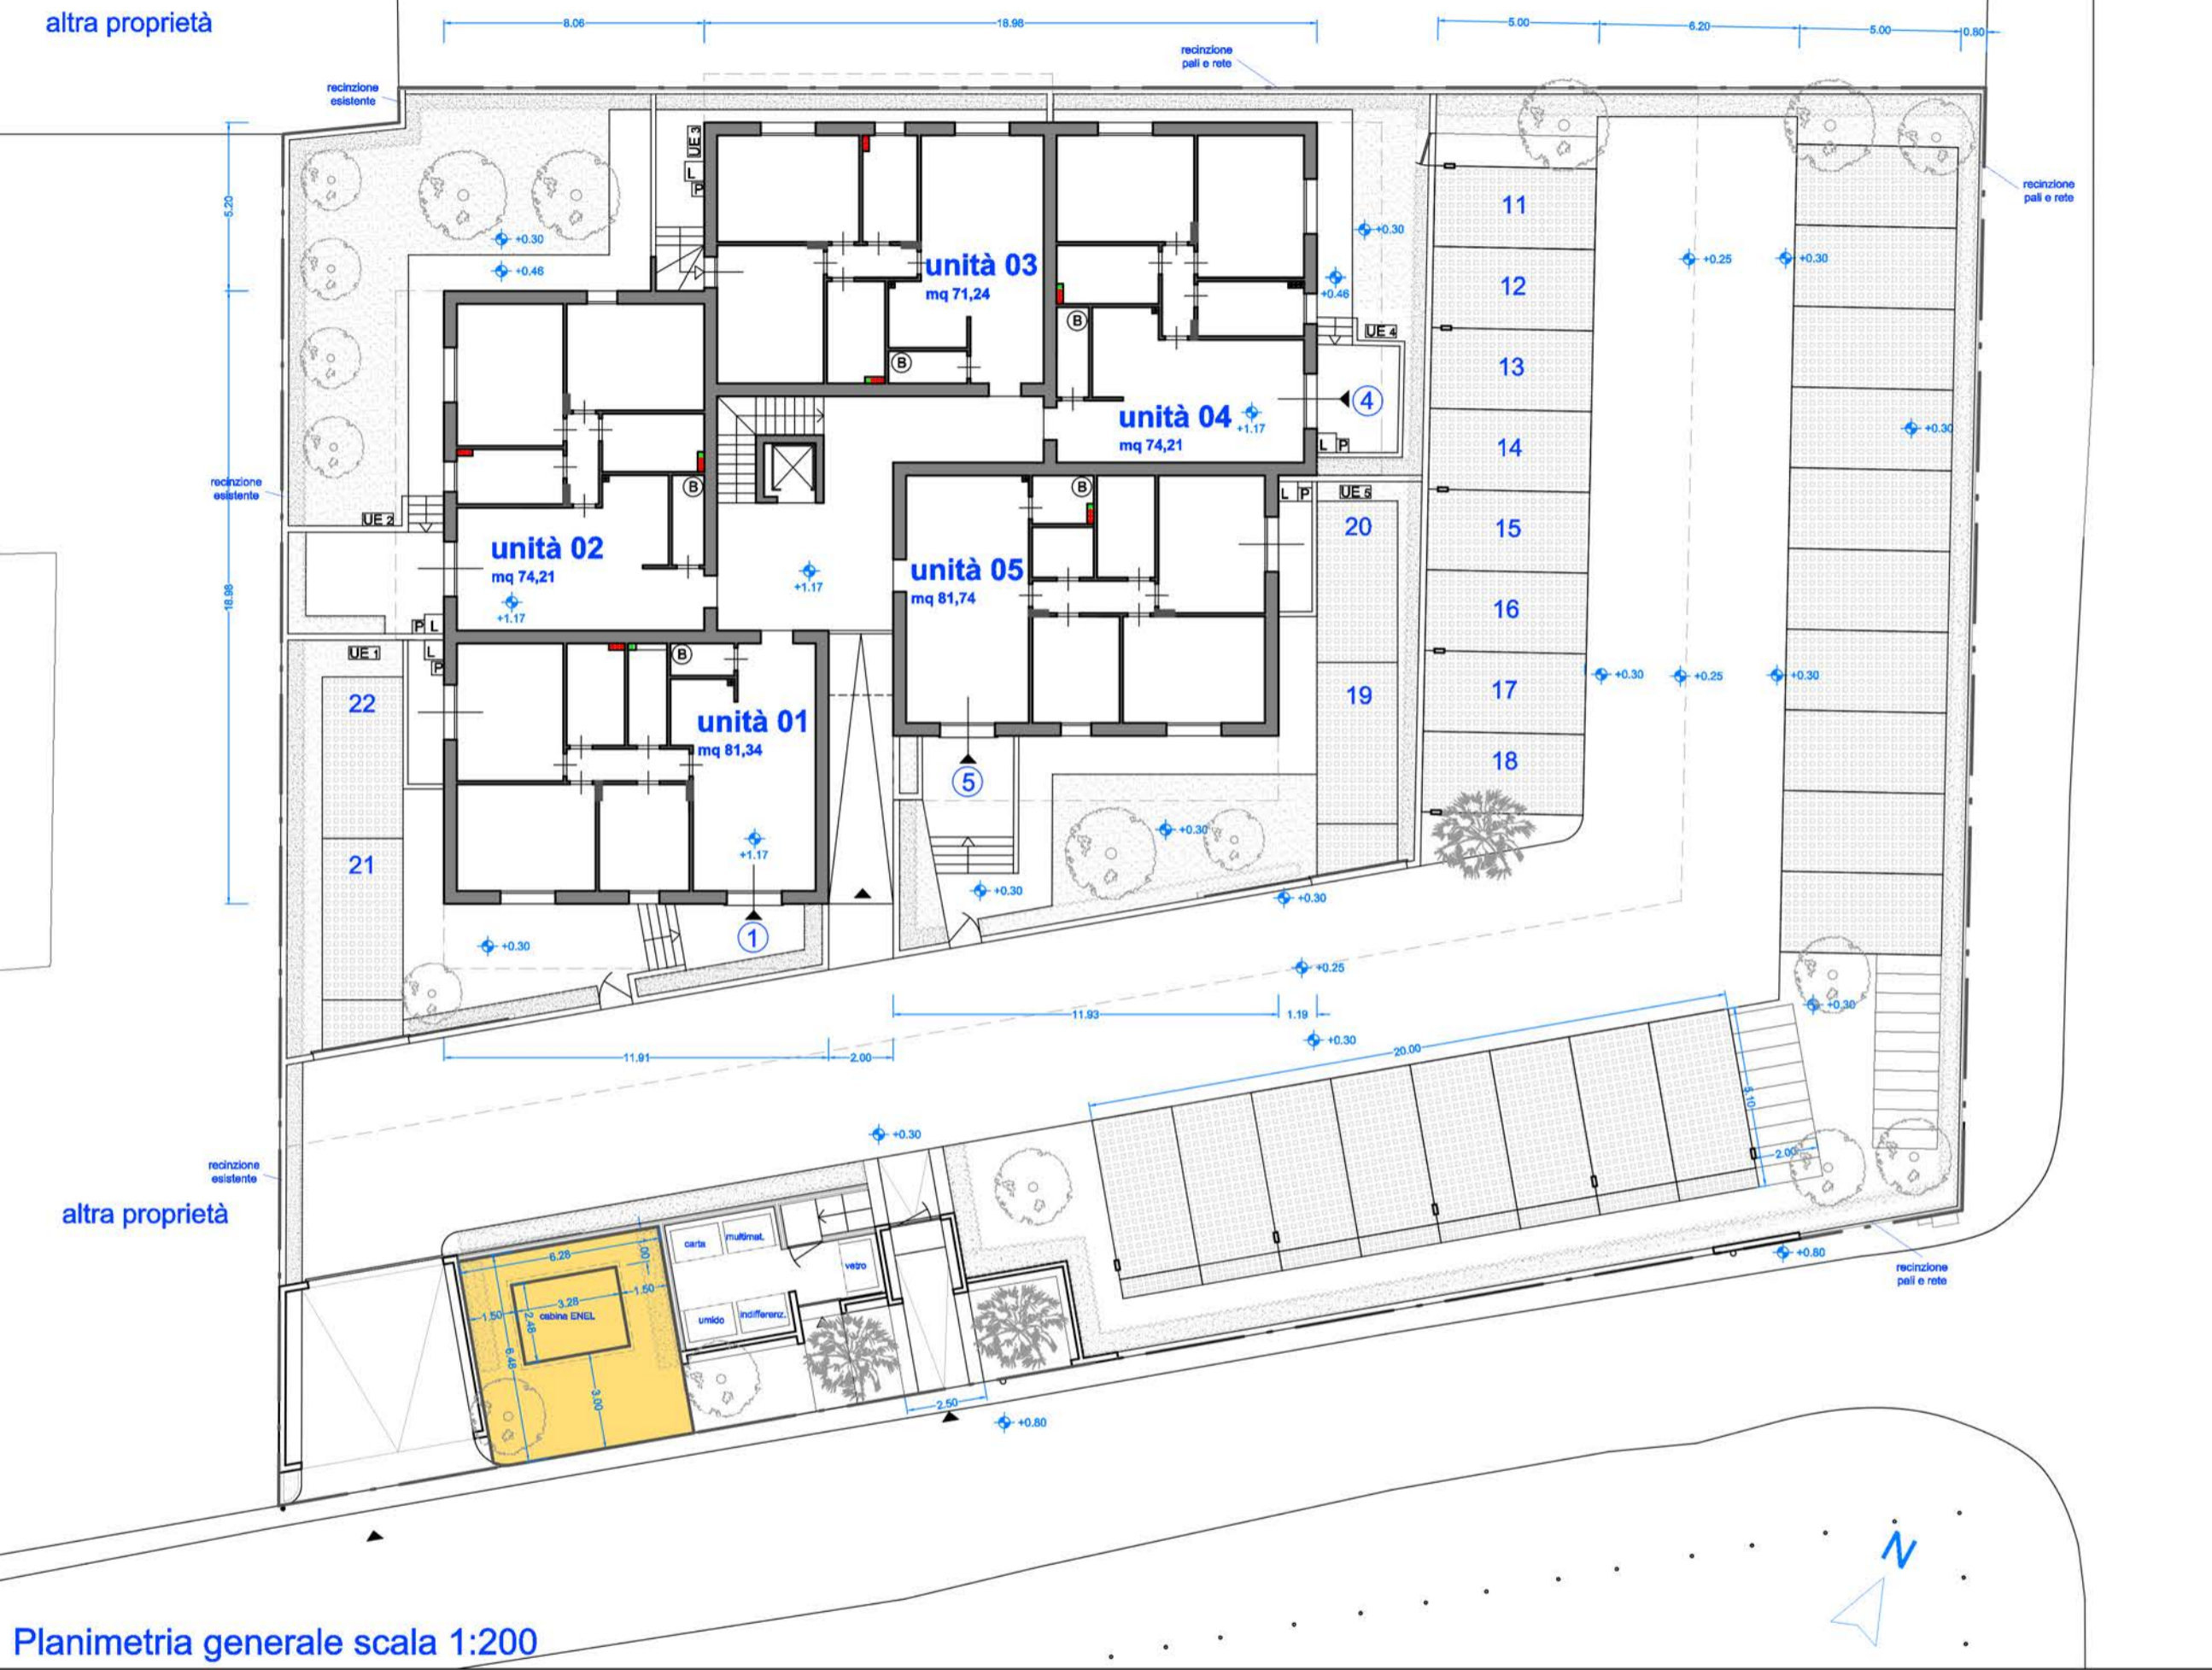 altra proprietà
8.06
18.98
5.00
6.20
5.00
0.80
recinzione
pali e rete
recinzione
esistente
recinzione
pali e rete
5.20
18.98
UE 3
L
P
+0.30
+0.46
unità 03
mq 71,24
B
+0.30
+0.46
UE 4
B
unità 04
mq 74,21
+1.17
4
L P
11
12
13
14
15
16
17
18
+0.25
+0.30
+0.30
+0.30
+0.25
+0.30
recinzione
esistente
UE 2
B
unità 02
mq 74,21
+1.17
P L
+1.17
unità 05
mq 81,74
B
L P
UE 5
20
19
UE 1
L
P
22
21
B
unità 01
mq 81,34
+1.17
1
5
+0.30
+0.30
+0.30
+0.30
+0.25
11.93
1.19
+0.30
11.91
2.00
20.00
5.10
2.00
+0.30
+0.30
recinzione
esistente
altra proprietà
6.28
1.00
1.50
3.28
1.50
cabina ENEL
2.48
6.48
3.00
carta
multimat.
vetro
umido
indifferenz.
2.50
+0.80
+0.80
recinzione
pali e rete
N
Planimetria generale scala 1:200